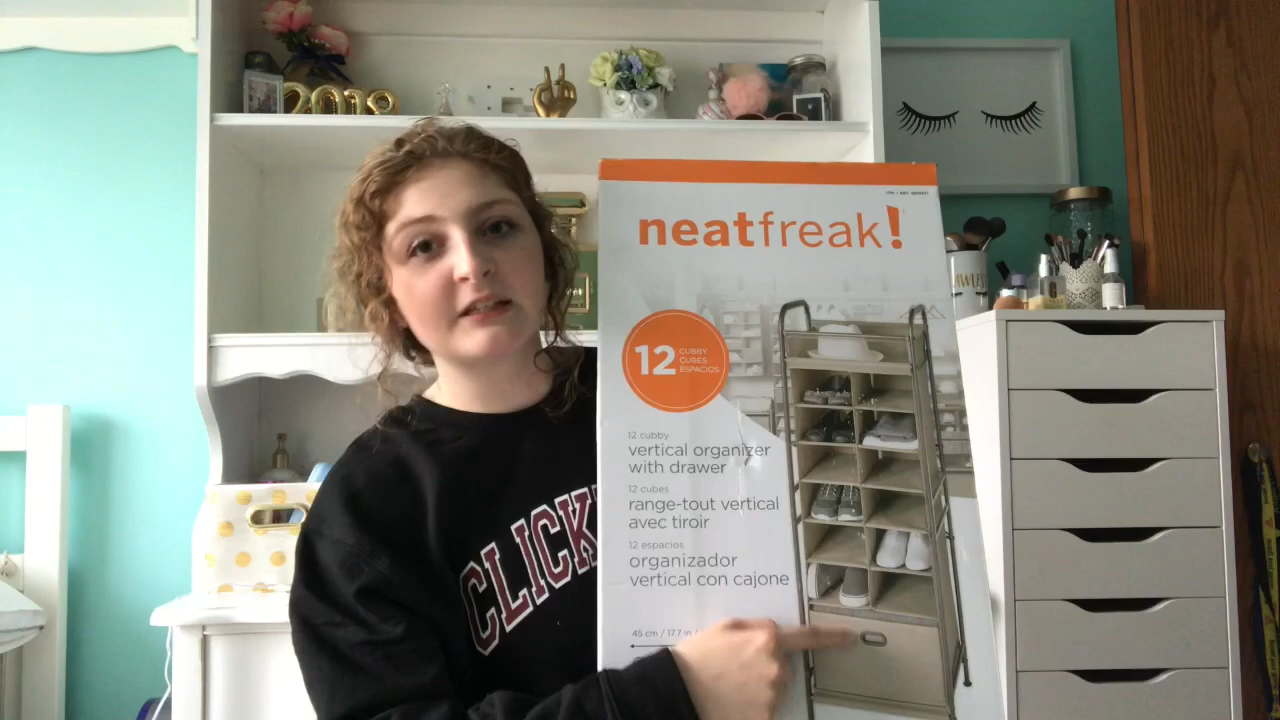 2019
neatfreak!
12 CUBBY
CUBES
ESPACIOS
12 cubby
vertical organizer
with drawer
12 cubes
range-tout vertical
avec tiroir
12 espacios
organizador
vertical con cajone
45 cm / 17.7 in /
CLICK